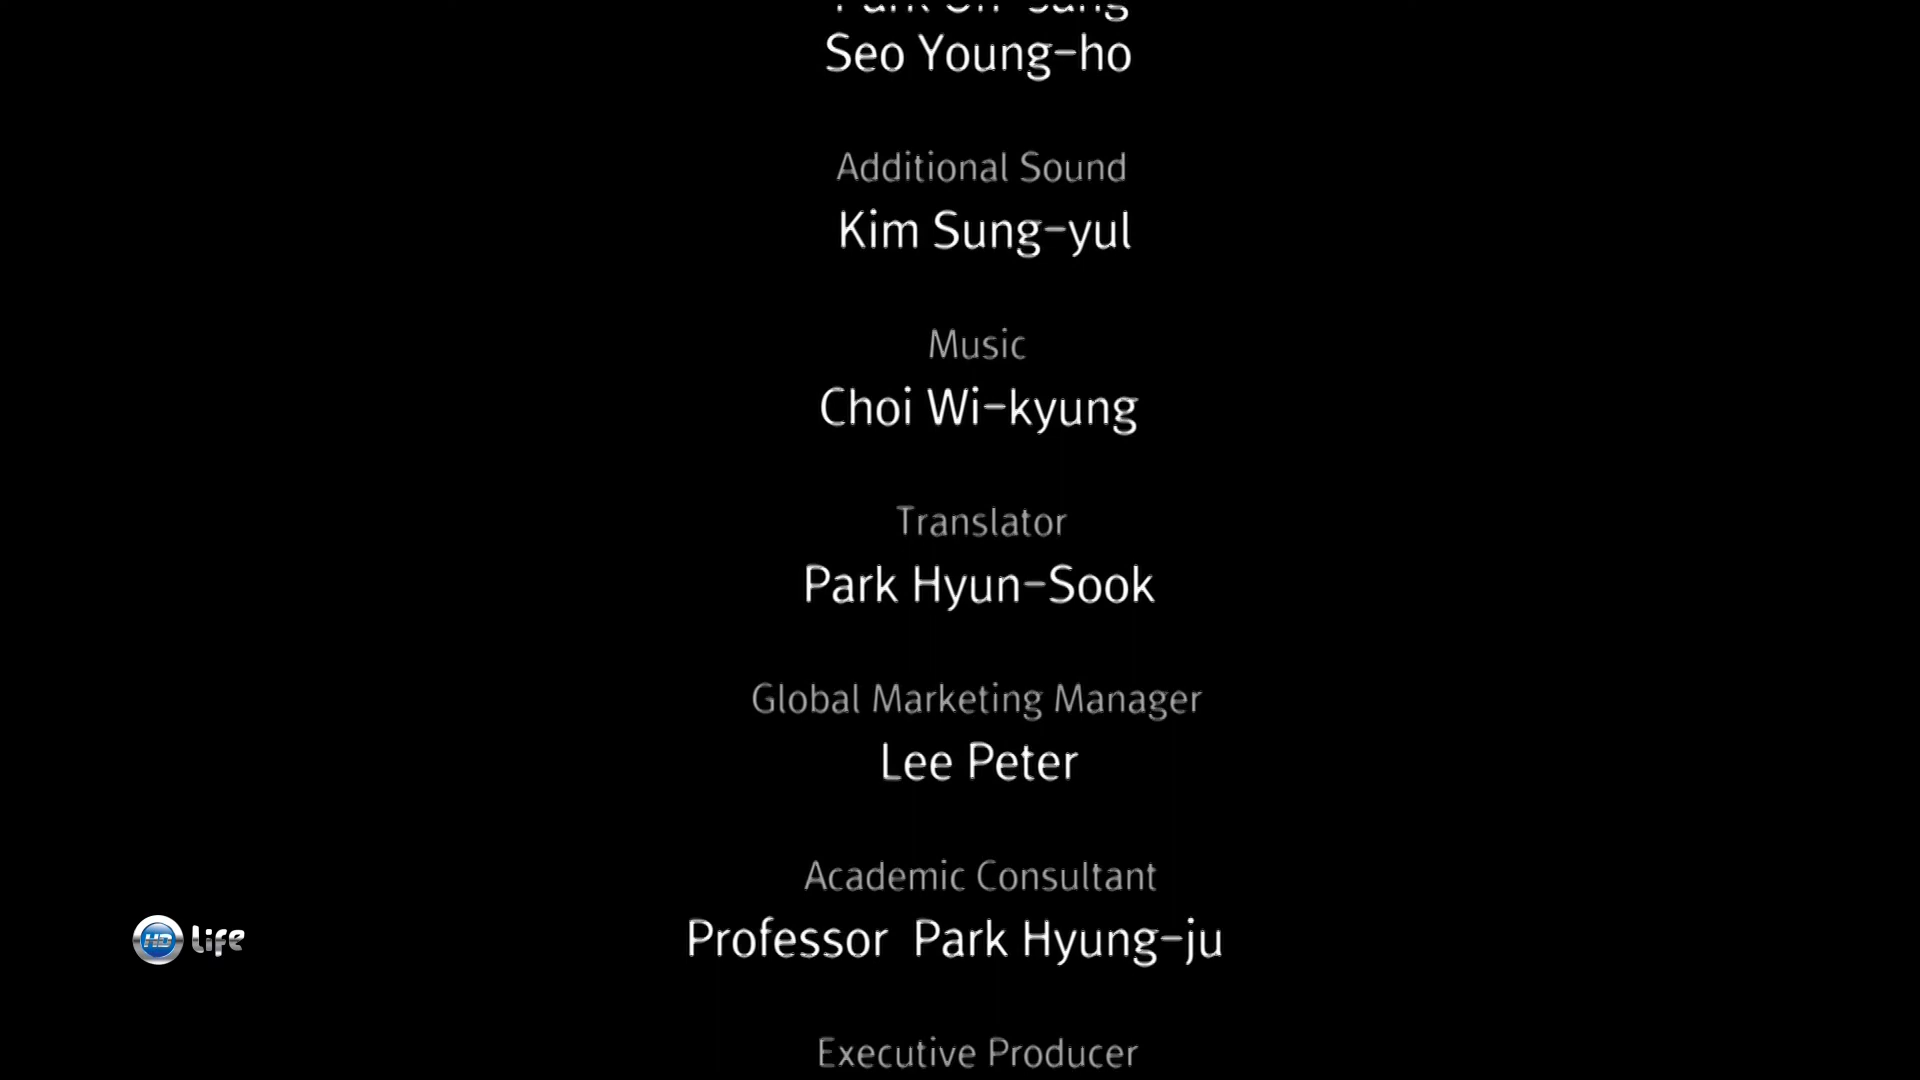 Seo Young-ho
Additional Sound
Kim Sung-yul
Music
Choi Wi-kyung
Translator
Park Hyun-Sook
Global Marketing Manager
Lee Peter
Academic Consultant
Professor Park Hyung-ju
HD Life
Executive Producer